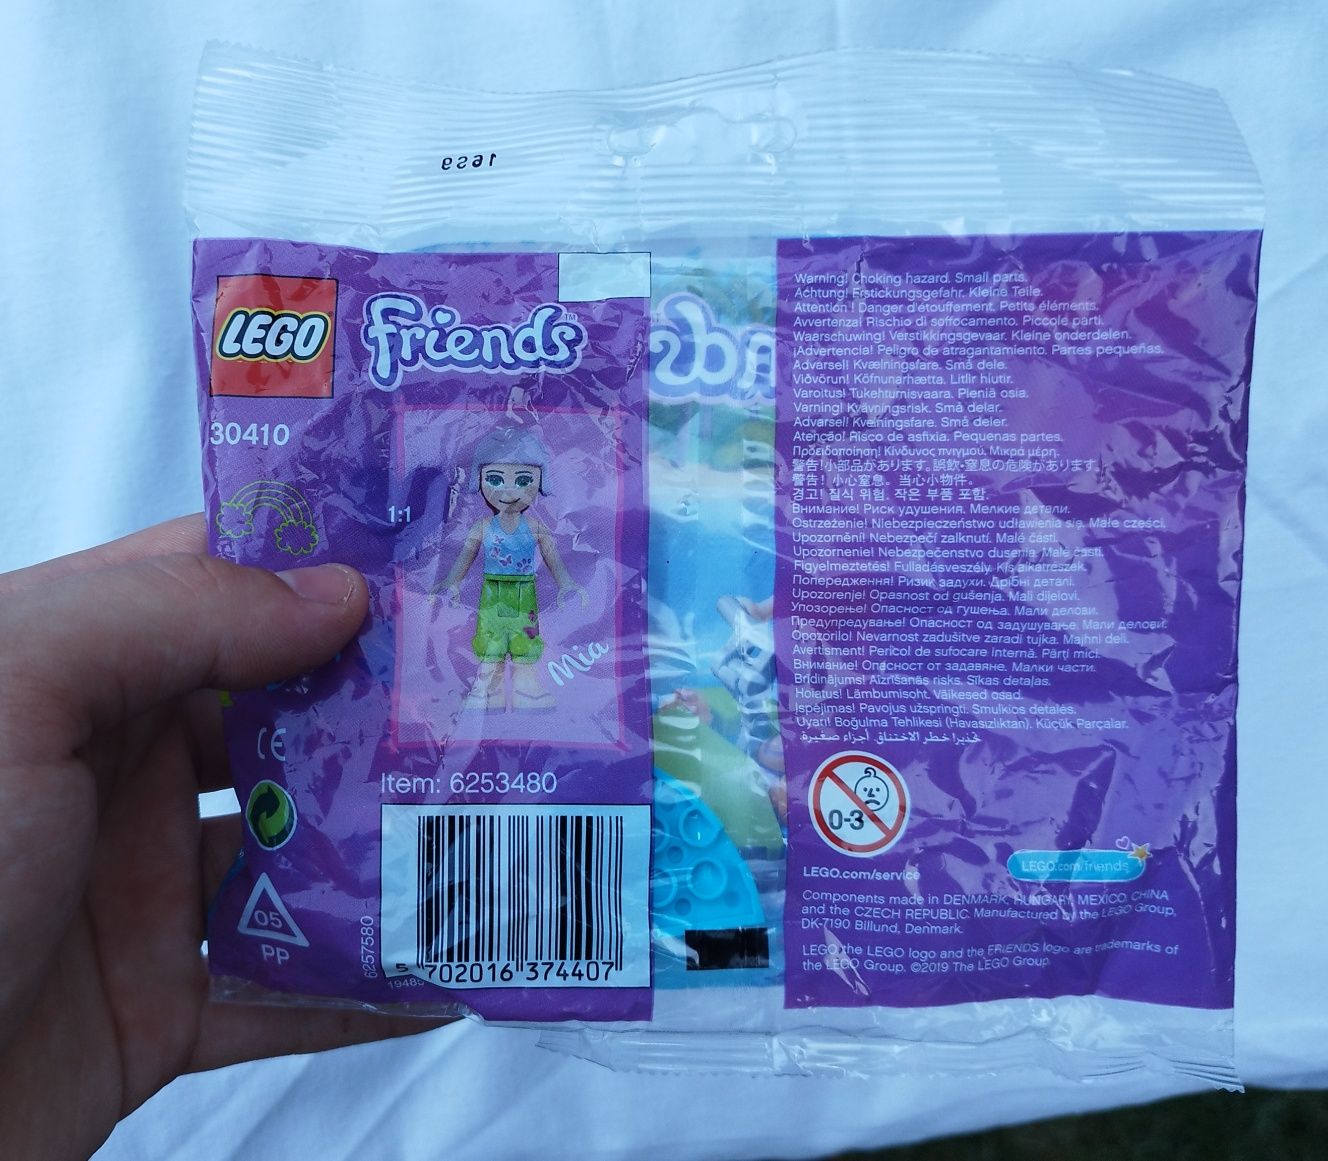 1659
LEGO
Friends™
30410
1:1
Mia
CE
05
PP
Item: 6253480
6257580
5 702016 374407
Warning! Choking hazard. Small parts.
Achtung! Erstickungsgefahr. Kleine Teile.
Attention ! Danger d'étouffement. Petits éléments.
Avvertenza! Rischio di soffocamento. Piccole parti.
Waarschuwing! Verstikkingsgevaar. Kleine onderdelen.
¡Advertencia! Peligro de atragantamiento. Partes pequeñas.
Advarsel! Kvælningsfare. Små dele.
Viðvörun! Köfnunarhætta. Litlir hlutir.
Varoitus! Tukehtumisvaara. Pieniä osia.
Varning! Kvävningsrisk. Små delar.
Advarsel! Kvelningsfare. Små deler.
Atenção! Risco de asfixia. Pequenas partes.
Προειδοποίηση! Κίνδυνος πνιγμού. Μικρά μέρη.
警告!小部品があります。誤飲・窒息の危険があります。
警告! 小心窒息。当心小物件。
경고! 질식 위험. 작은 부품 포함.
Внимание! Риск удушения. Мелкие детали.
Ostrzeżenie! Niebezpieczeństwo udławienia się. Małe części.
Upozornění! Nebezpečí zalknutí. Malé části.
Upozornenie! Nebezpečenstvo dusenia. Malé časti.
Figyelmeztetés! Fulladásveszély. Kis alkatrészek.
Попередження! Ризик задухи. Дрібні деталі.
Upozorenje! Opasnost od gušenja. Mali dijelovi.
Упозорење! Опасност од гушења. Мали делови.
Предупредување! Опасност од задушување. Мали делови.
Opozorilo! Nevarnost zadušitve zaradi tujka. Majhni deli.
Avertisment! Pericol de sufocare internă. Părți mici.
Внимание! Опасност от задавяне. Малки части.
Brīdinājums! Aizrīšanās risks. Sīkas detaļas.
Hoiatus! Lämbumisoht. Väikesed osad.
Įspėjimas! Pavojus užspringti. Smulkios detalės.
Uyarı! Boğulma Tehlikesi (Havasızlıktan). Küçük Parçalar.
تحذير! خطر الاختناق. أجزاء صغيرة.
0-3
LEGO.com/service
LEGO.com/friends
Components made in DENMARK, HUNGARY, MEXICO, CHINA
and the CZECH REPUBLIC. Manufactured by the LEGO Group,
DK-7190 Billund, Denmark.
LEGO, the LEGO logo and the FRIENDS logo are trademarks of
the LEGO Group. ©2019 The LEGO Group.